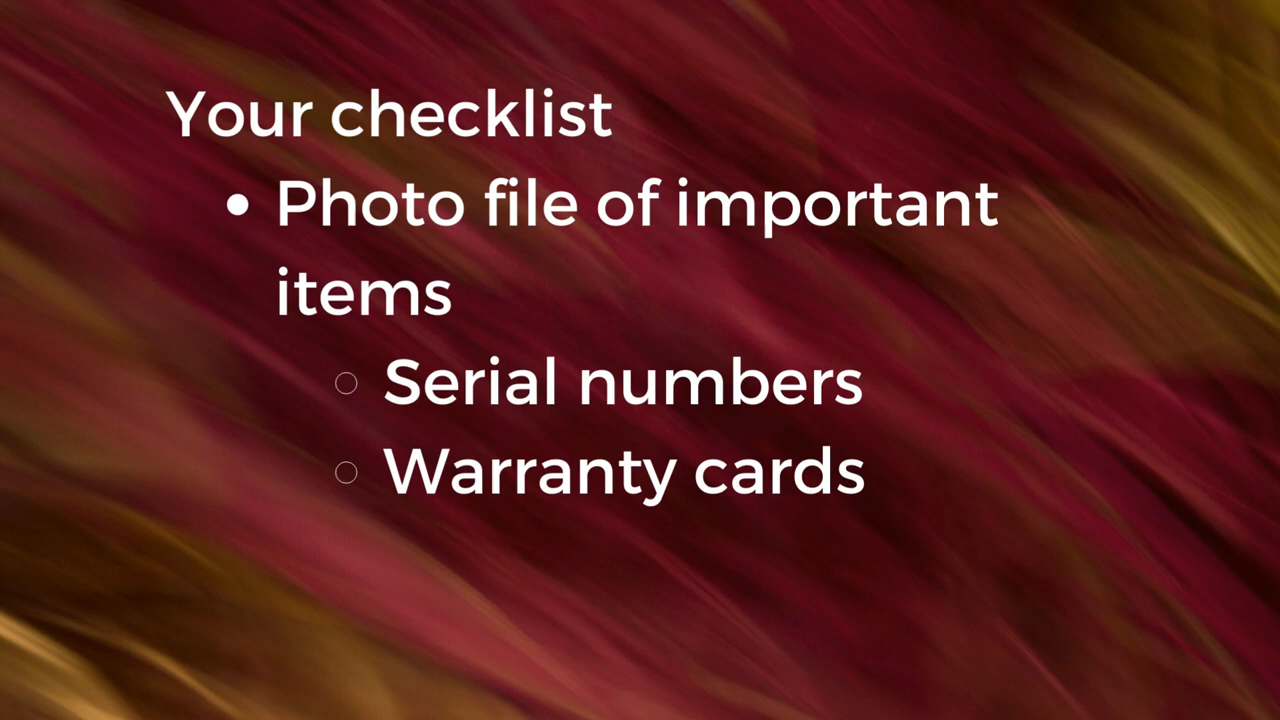 Your checklist
• Photo file of important
items
○ Serial numbers
○ Warranty cards